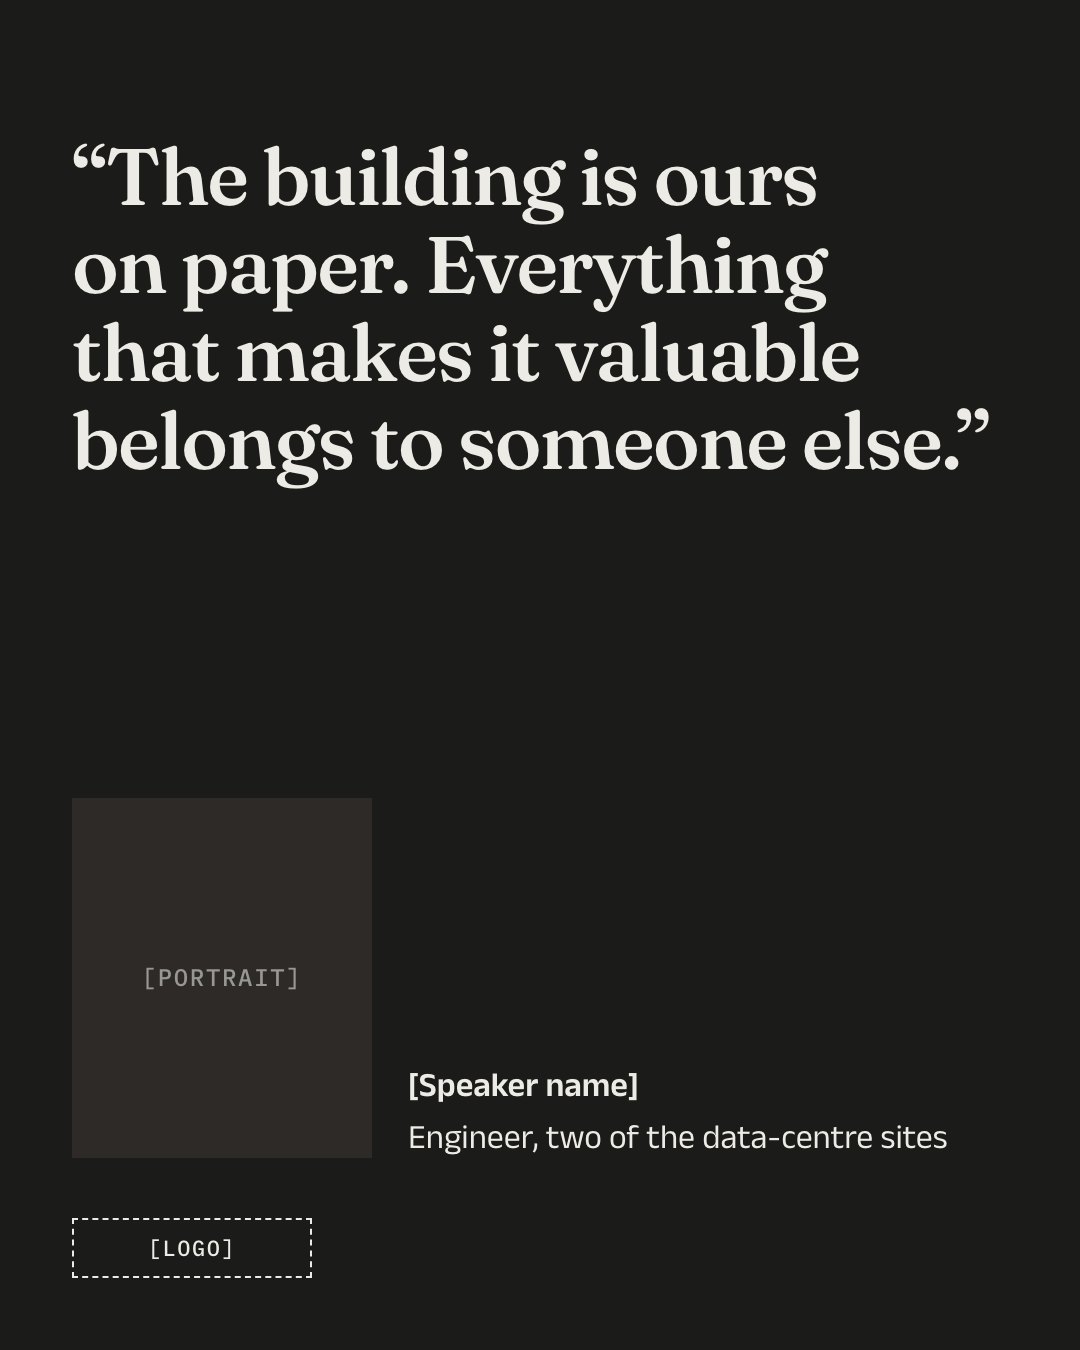 “The building is ours
on paper. Everything
that makes it valuable
belongs to someone else.”
[PORTRAIT]
[Speaker name]
Engineer, two of the data-centre sites
[LOGO]